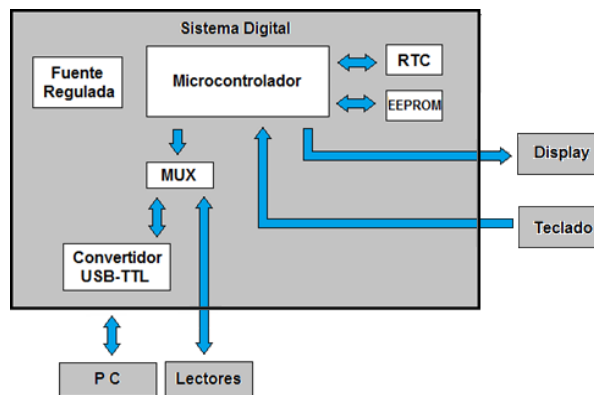 Sistema Digital
Fuente
Regulada
Microcontrolador
RTC
EEPROM
Display
MUX
Teclado
Convertidor
USB-TTL
P C
Lectores